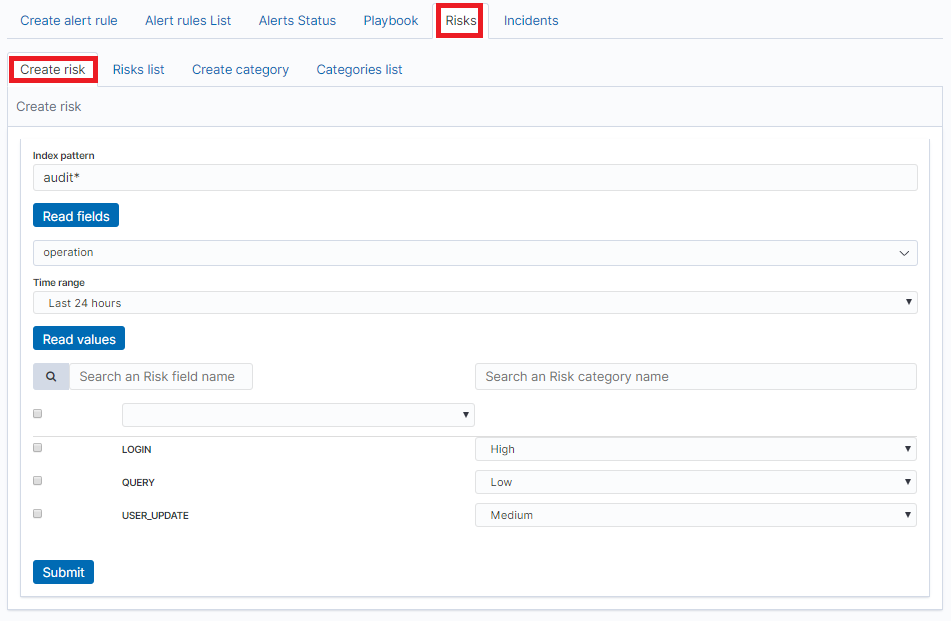 Create alert rule Alert rules List Alerts Status Playbook Risks Incidents
Create risk Risks list Create category Categories list
Create risk
Index pattern
audit*
Read fields
operation
Time range
Last 24 hours
Read values
Search an Risk field name Search an Risk category name
LOGIN High
QUERY Low
USER_UPDATE Medium
Submit